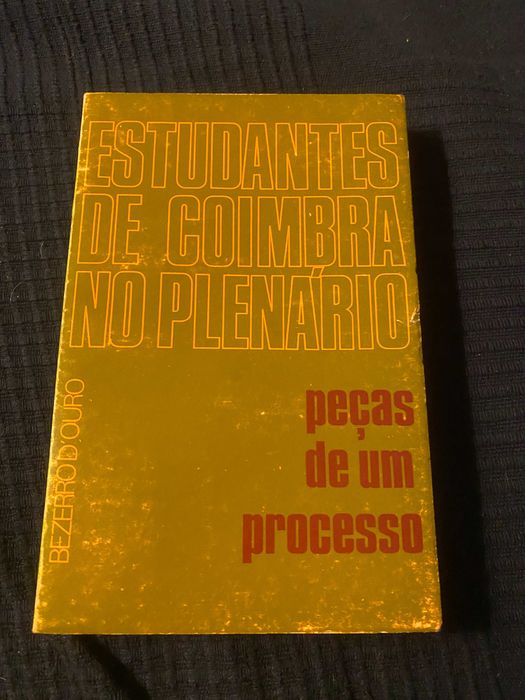 ESTUDANTES
DE COIMBRA
NO PLENÁRIO
peças
de um
processo
BEZERRO D'OURO